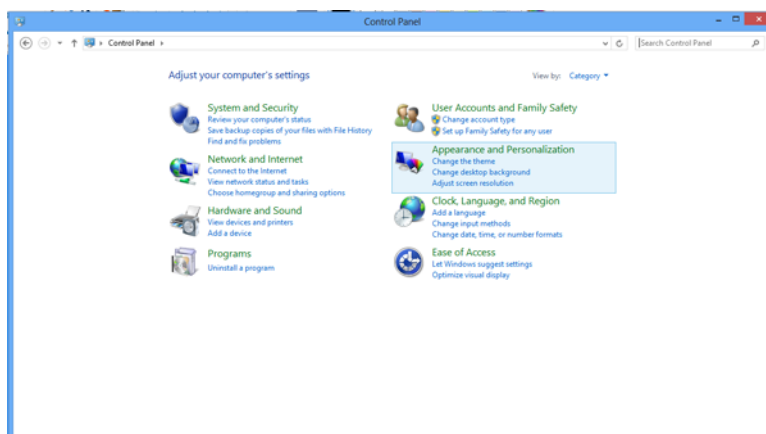 Control Panel
Control Panel
Search Control Panel
Adjust your computer's settings
View by: Category
System and Security
Review your computer's status
Save backup copies of your files with File History
Find and fix problems
Network and Internet
Connect to the Internet
View network status and tasks
Choose homegroup and sharing options
Hardware and Sound
View devices and printers
Add a device
Programs
Uninstall a program
User Accounts and Family Safety
Change account type
Set up Family Safety for any user
Appearance and Personalization
Change the theme
Change desktop background
Adjust screen resolution
Clock, Language, and Region
Add a language
Change input methods
Change date, time, or number formats
Ease of Access
Let Windows suggest settings
Optimize visual display